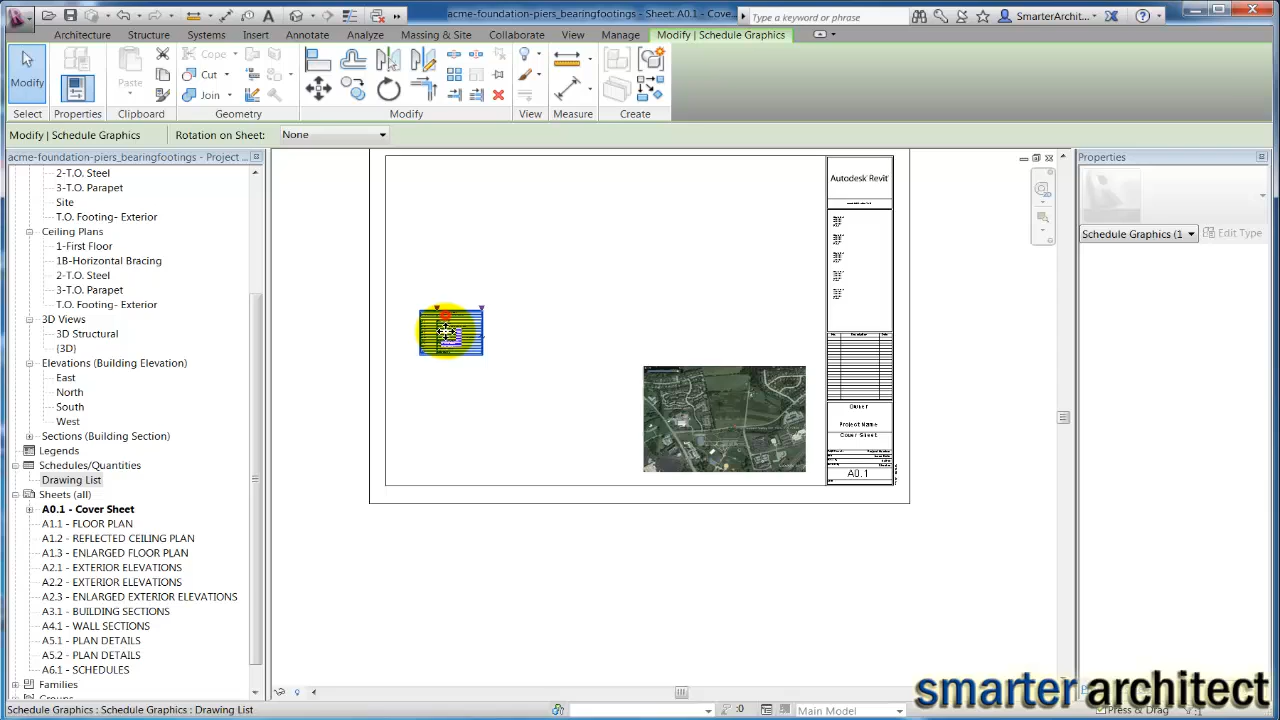 acme-foundation-piers_bearingfootings - Sheet: A0.1 - Cove...
Type a keyword or phrase
SmarterArchit...
Architecture Structure Systems Insert Annotate Analyze Massing & Site Collaborate View Manage Modify | Schedule Graphics
Modify
Paste
Cope
Cut
Join
Select Properties Clipboard Geometry Modify View Measure Create
Modify | Schedule Graphics Rotation on Sheet: None
acme-foundation-piers_bearingfootings - Project ...
2-T.O. Steel
3-T.O. Parapet
Site
T.O. Footing- Exterior
Ceiling Plans
1-First Floor
1B-Horizontal Bracing
2-T.O. Steel
3-T.O. Parapet
T.O. Footing- Exterior
3D Views
3D Structural
{3D}
Elevations (Building Elevation)
East
North
South
West
Sections (Building Section)
Legends
Schedules/Quantities
Drawing List
Sheets (all)
A0.1 - Cover Sheet
A1.1 - FLOOR PLAN
A1.2 - REFLECTED CEILING PLAN
A1.3 - ENLARGED FLOOR PLAN
A2.1 - EXTERIOR ELEVATIONS
A2.2 - EXTERIOR ELEVATIONS
A2.3 - ENLARGED EXTERIOR ELEVATIONS
A3.1 - BUILDING SECTIONS
A4.1 - WALL SECTIONS
A5.1 - PLAN DETAILS
A5.2 - PLAN DETAILS
A6.1 - SCHEDULES
Families
Groups
Autodesk Revit
Owner
Project Name
Cover Sheet
A0.1
Properties
Schedule Graphics (1
Edit Type
smarter architect
Schedule Graphics : Schedule Graphics : Drawing List
:0
Main Model
Press & Drag